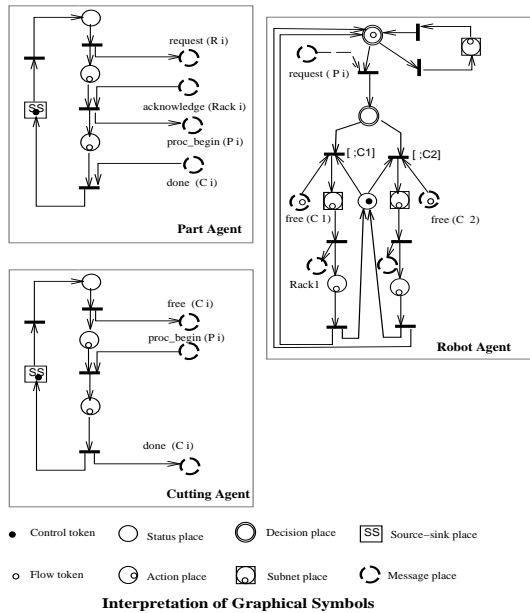 request (R i)
acknowledge (Rack i)
SS
proc_begin (P i)
done (C i)
Part Agent
request ( P i )
[ ;C1]
[ ;C2]
free (C 1)
free (C 2)
Rack1
Robot Agent
free (C i)
proc_begin (P i)
SS
done (C i)
Cutting Agent
Control token
Status place
Decision place
SS
Source−sink place
Flow token
Action place
Subnet place
Message place
Interpretation of Graphical Symbols